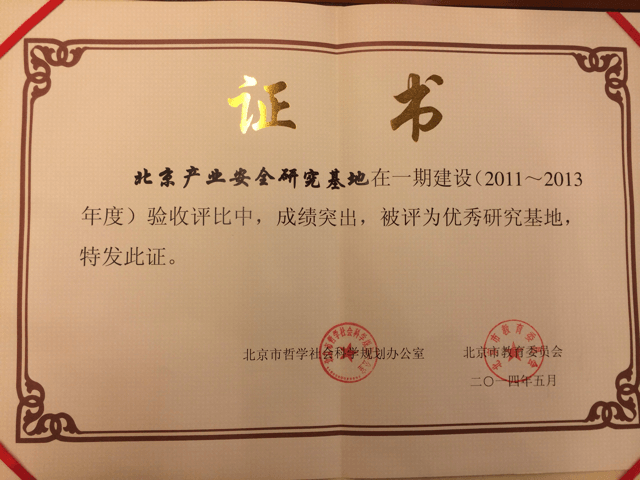 证书
北京产业安全研究基地在一期建设（2011～2013
年度）验收评比中，成绩突出，被评为优秀研究基地，
特发此证。
北京市哲学社会科学规划办公室 北京市教育委员会
二〇一四年五月